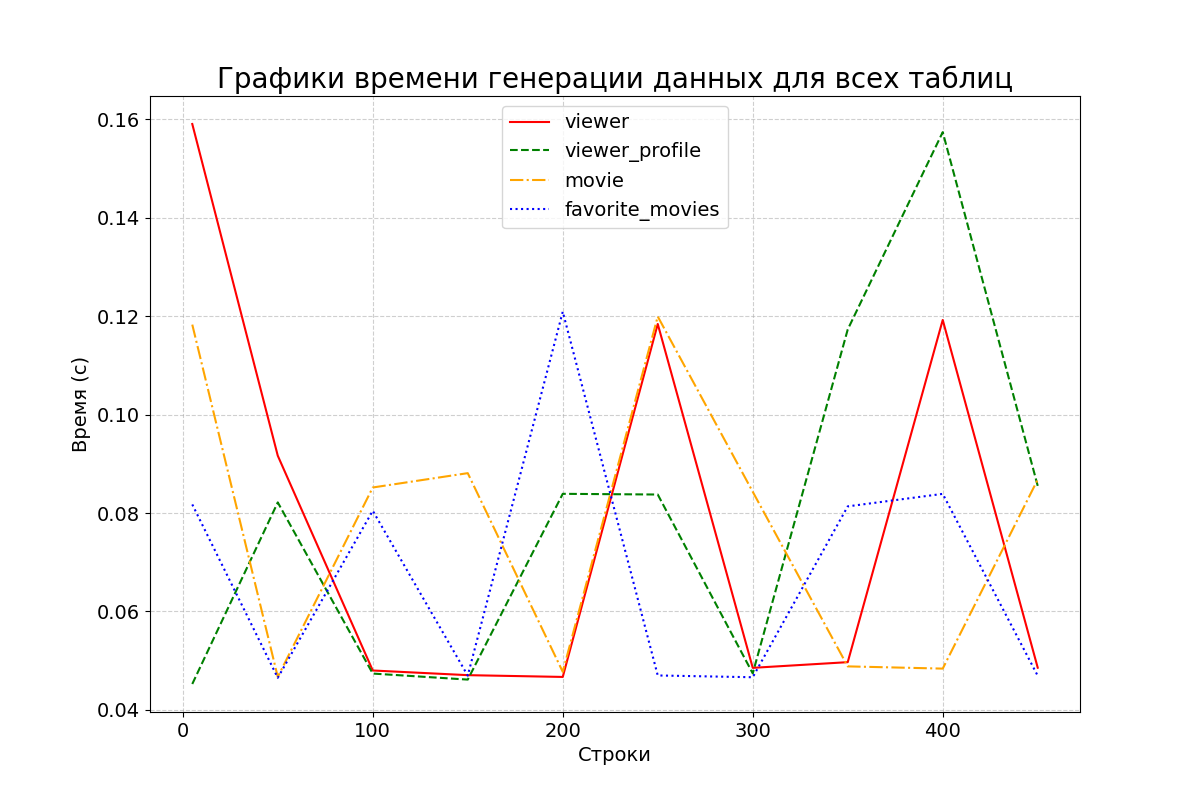 Графики времени генерации данных для всех таблиц
viewer
viewer_profile
movie
favorite_movies
0.16
0.14
0.12
0.10
0.08
0.06
0.04
Время (с)
0 100 200 300 400
Строки